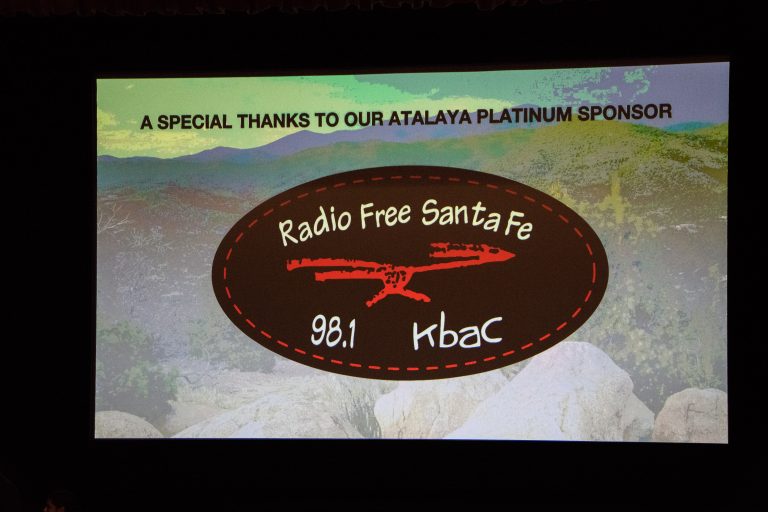 A SPECIAL THANKS TO OUR ATALAYA PLATINUM SPONSOR
Radio Free Santa Fe
98.1 Kbac